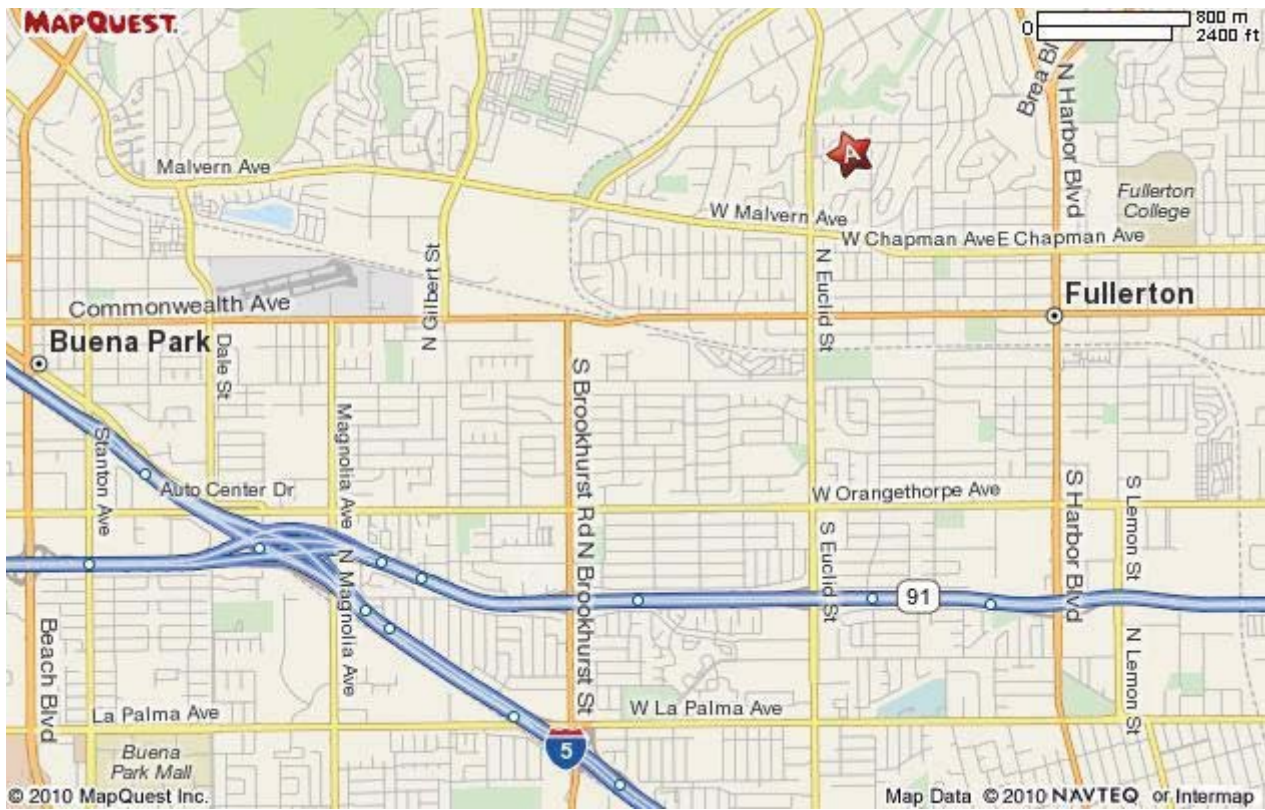 MAPQUEST.
0
800 m
2400 ft
Brea Bl
N Harbor Blvd
A
Malvern Ave
Fullerton
College
W Malvern Ave
W Chapman Ave
E Chapman Ave
N Gilbert St
N Euclid St
Commonwealth Ave
Fullerton
Buena Park
Dale St
S Brookhurst Rd
Magnolia Ave
Stanton Ave
Auto Center Dr
W Orangethorpe Ave
S Harbor Blvd
S Lemon St
S Euclid St
N Magnolia Ave
N Brookhurst St
91
Beach Blvd
N Lemon St
La Palma Ave
W La Palma Ave
Buena
Park Mall
5
© 2010 MapQuest Inc.
Map Data © 2010 NAVTEQ or Intermap